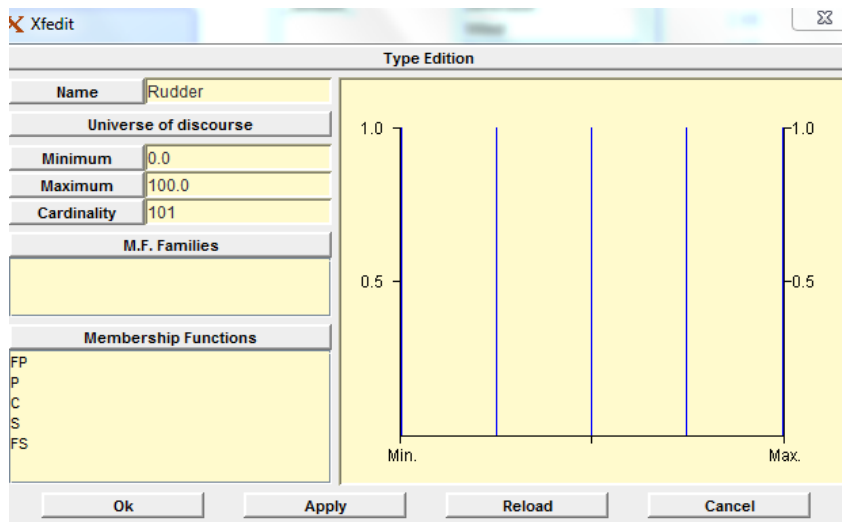 Xfedit
Type Edition
Name Rudder
Universe of discourse
Minimum 0.0
Maximum 100.0
Cardinality 101
M.F. Families
Membership Functions
FP
P
C
S
FS
1.0 1.0
0.5 0.5
Min. Max.
Ok Apply Reload Cancel